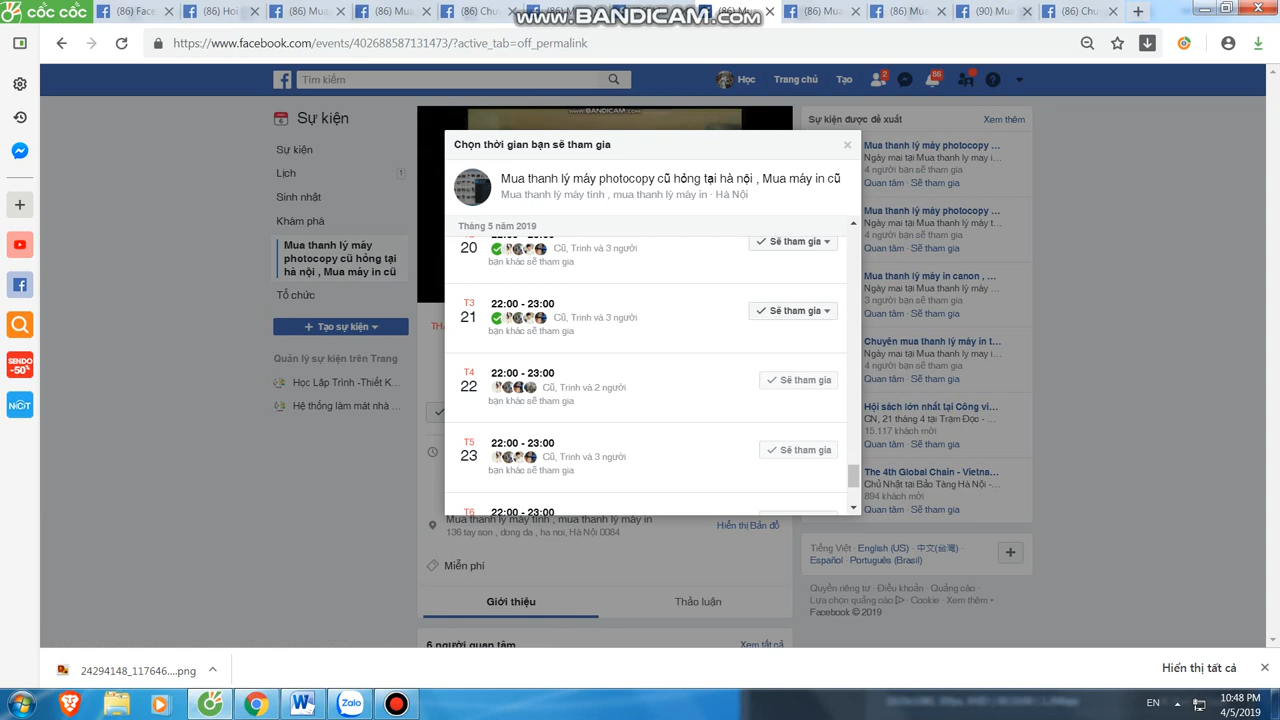 CỐC CỐC
(86) Face
(86) Hoi
(86) Mua
(86) Mua
(86) Chu
(86) Mua
(86) Mua
(86) Mua
(90) Mua
(86) Chu
www.BANDICAM.com
https://www.facebook.com/events/402688587131473/?active_tab=off_permalink
Tìm kiếm
Học
Trang chủ
Tạo
2
86
Sự kiện
Sự kiện
Lịch
1
Sinh nhật
Khám phá
Mua thanh lý máy
photocopy cũ hỏng tại
hà nội , Mua máy in cũ
Tổ chức
+ Tạo sự kiện
Quản lý sự kiện trên Trang
Học Lập Trình -Thiết K...
Hệ thống làm mát nhà ...
www.BANDICAM.com
Chọn thời gian bạn sẽ tham gia
Mua thanh lý máy photocopy cũ hỏng tại hà nội , Mua máy in cũ
Mua thanh lý máy tính , mua thanh lý máy in · Hà Nội
Tháng 5 năm 2019
20
Cũ, Trinh và 3 người
Sẽ tham gia
bạn khác sẽ tham gia
T3
22:00 - 23:00
21
Cũ, Trinh và 3 người
Sẽ tham gia
bạn khác sẽ tham gia
T4
22:00 - 23:00
22
Cũ, Trinh và 2 người
Sẽ tham gia
bạn khác sẽ tham gia
T5
22:00 - 23:00
23
Cũ, Trinh và 3 người
Sẽ tham gia
bạn khác sẽ tham gia
T6
22:00 - 23:00
Mua thanh lý máy tính , mua thanh lý máy in
Hiển thị Bản đồ
136 tay son , dong da , ha noi, Hà Nội 0084
Miễn phí
Giới thiệu
Thảo luận
6 người quan tâm
Xem tất cả
Sự kiện được đề xuất
Xem thêm
Mua thanh lý máy photocopy ...
Ngày mai tại Mua thanh lý máy i...
4 người sẽ tham gia
Quan tâm · Sẽ tham gia
Mua thanh lý máy photocopy ...
Ngày mai tại Mua thanh lý máy ...
4 người sẽ tham gia
Quan tâm · Sẽ tham gia
Mua thanh lý máy in canon , ...
Ngày mai tại Mua thanh lý máy ...
3 người sẽ tham gia
Quan tâm · Sẽ tham gia
Chuyên mua thanh lý máy in t...
Ngày mai tại Mua thanh lý máy ...
4 người sẽ tham gia
Quan tâm · Sẽ tham gia
Hội sách lớn nhất tại Công vi...
CN, 21 tháng 4 tại Trạm Đọc - ...
15.117 khách mời
Quan tâm · Sẽ tham gia
The 4th Global Chain - Vietna...
Chủ Nhật tại Bảo Tàng Hà Nội -...
894 khách mời
Quan tâm · Sẽ tham gia
Tiếng Việt · English (US) · 中文(台灣) ·
Español · Português (Brasil)
Quyền riêng tư · Điều khoản · Quảng cáo ·
Lựa chọn quảng cáo · Cookie · Xem thêm
Facebook © 2019
SENDO
-50%
NCT
24294148_117646....png
Hiển thị tất cả
Zalo
EN
10:48 PM
4/5/2019